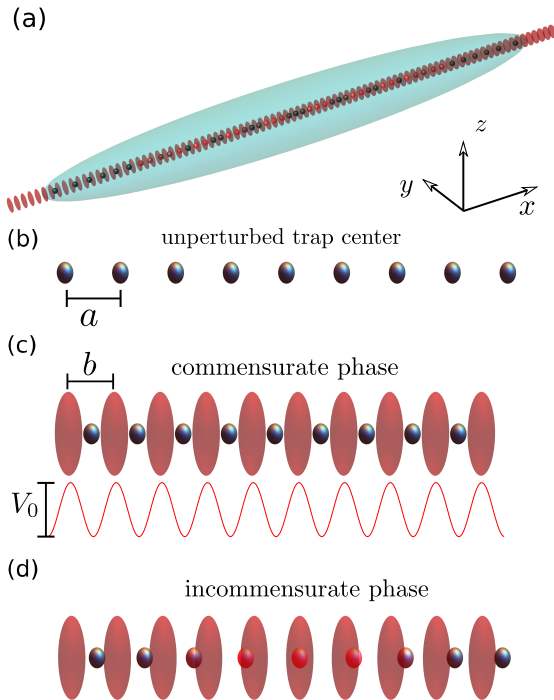 (a)
z
y
x
(b)
unperturbed trap center
a
(c)
b
commensurate phase
V₀
(d)
incommensurate phase